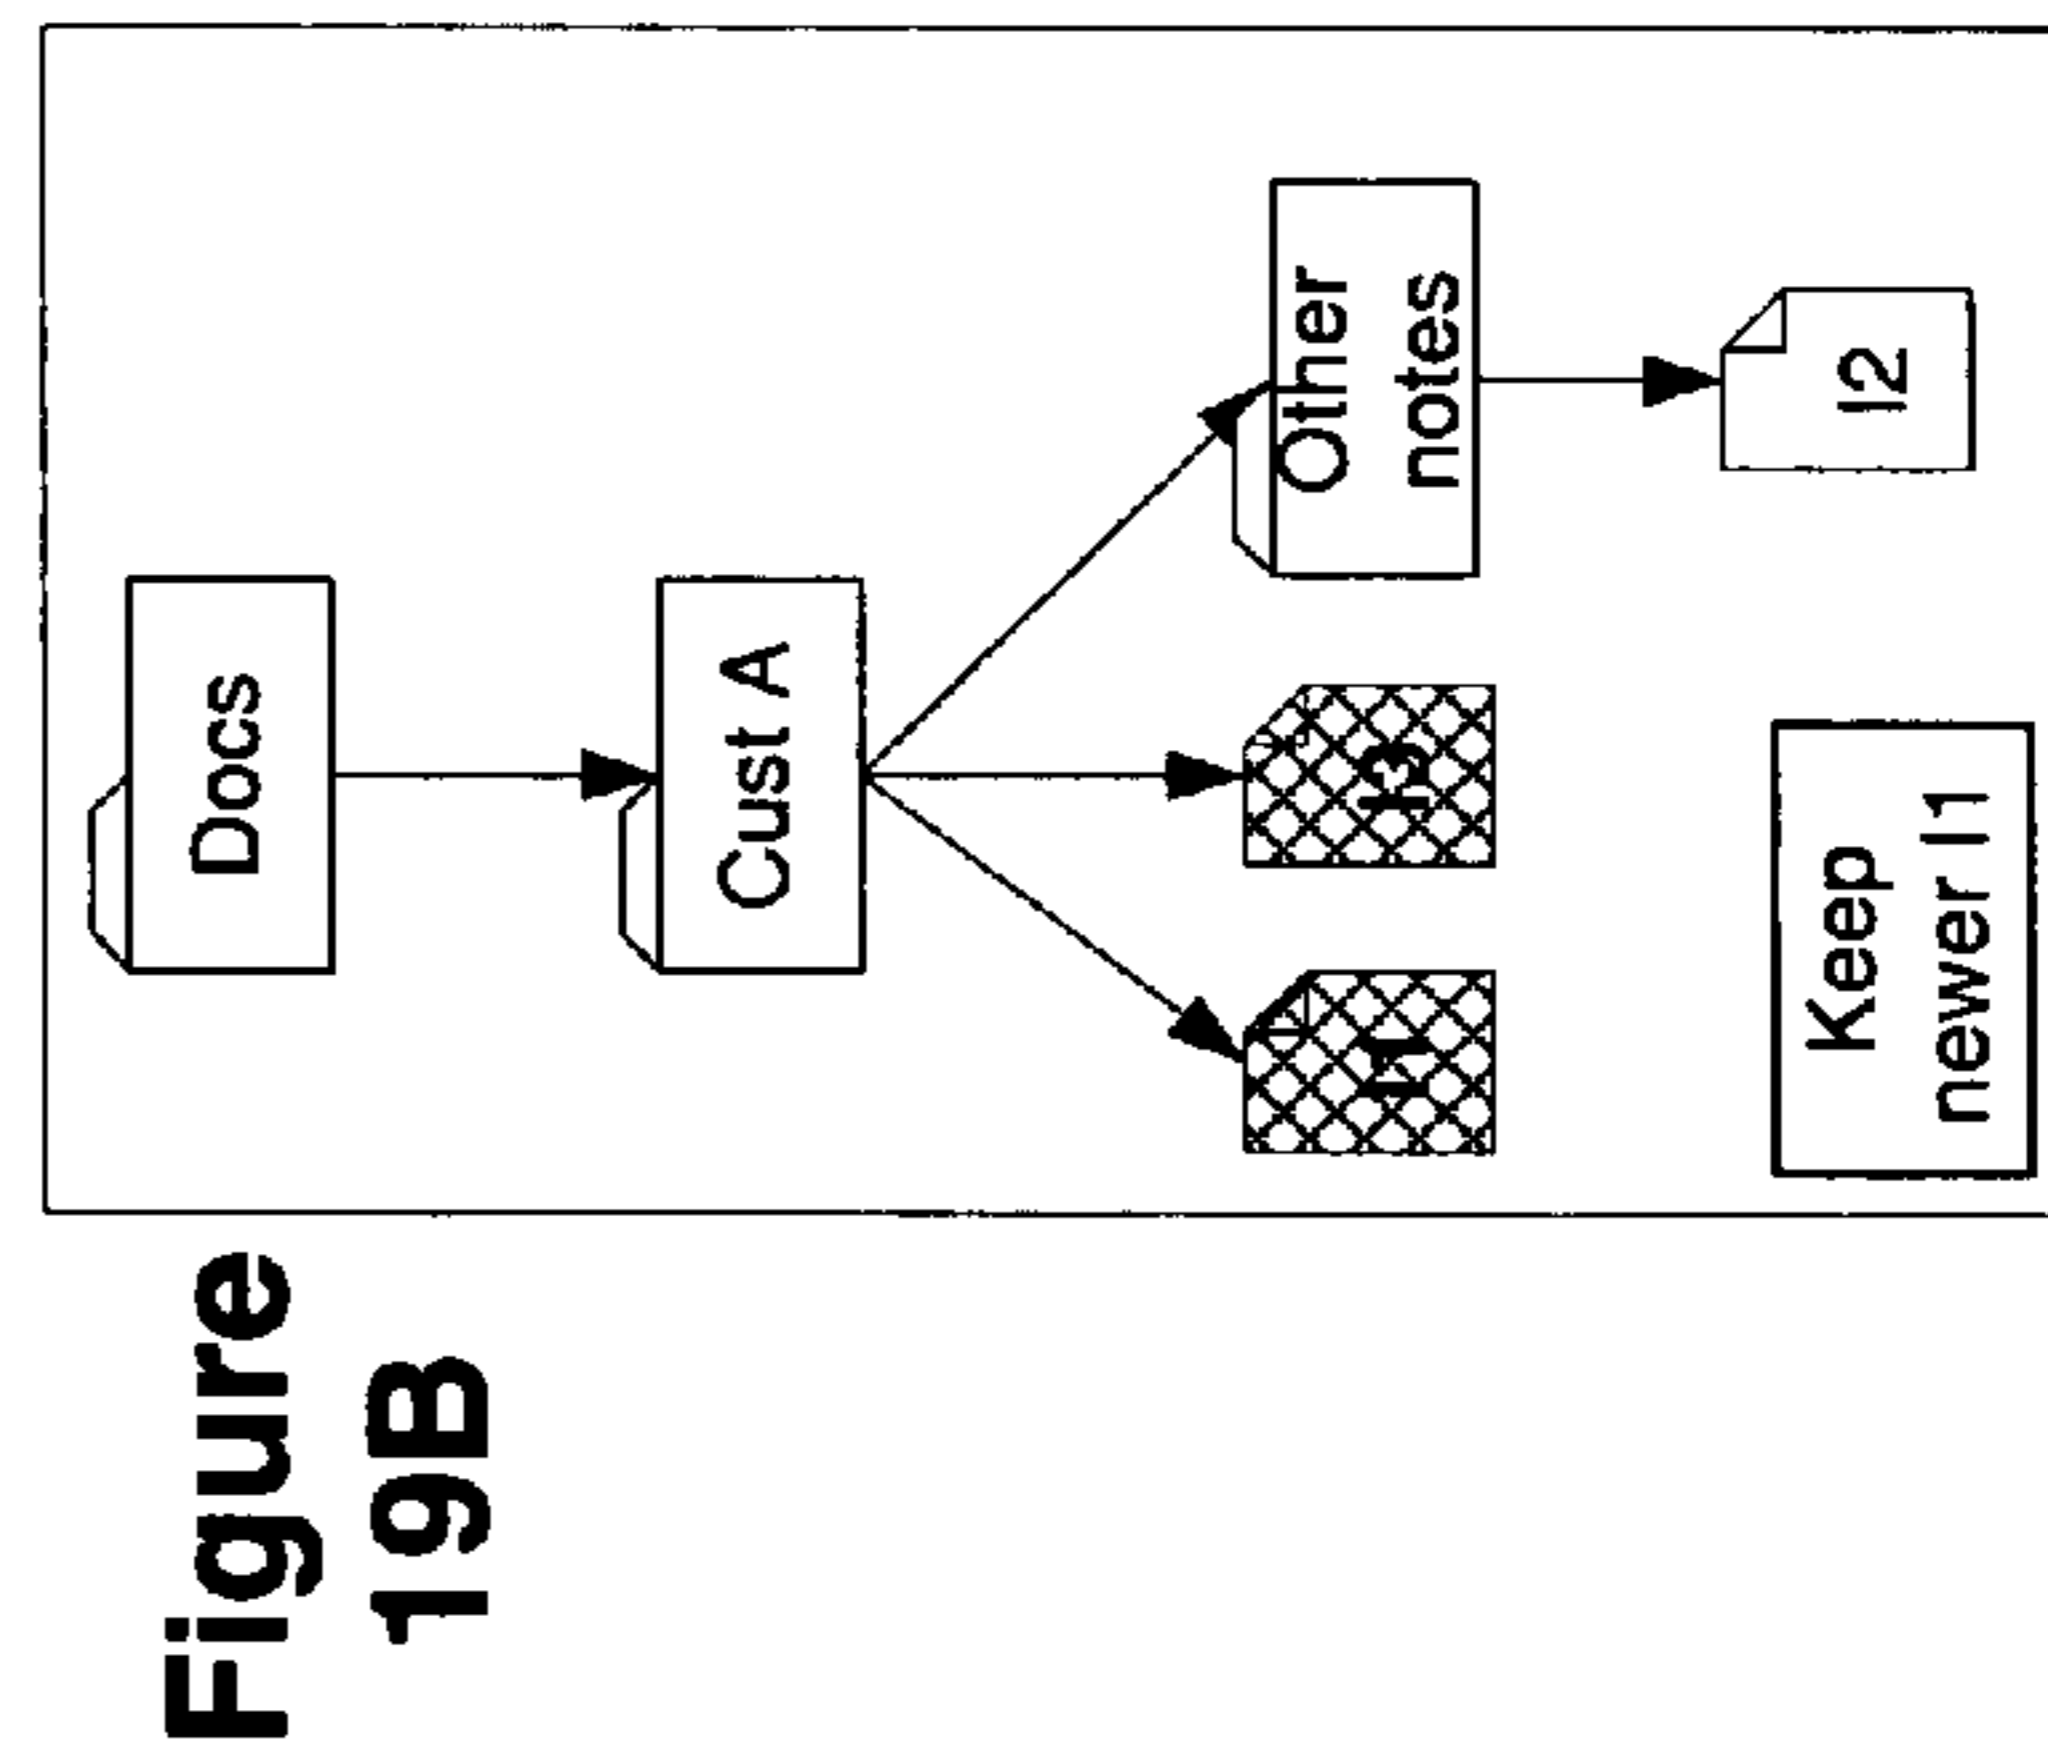 Figure
19B
Docs
Cust A
I1
I3
Other
notes
I2
Keep
newer I1